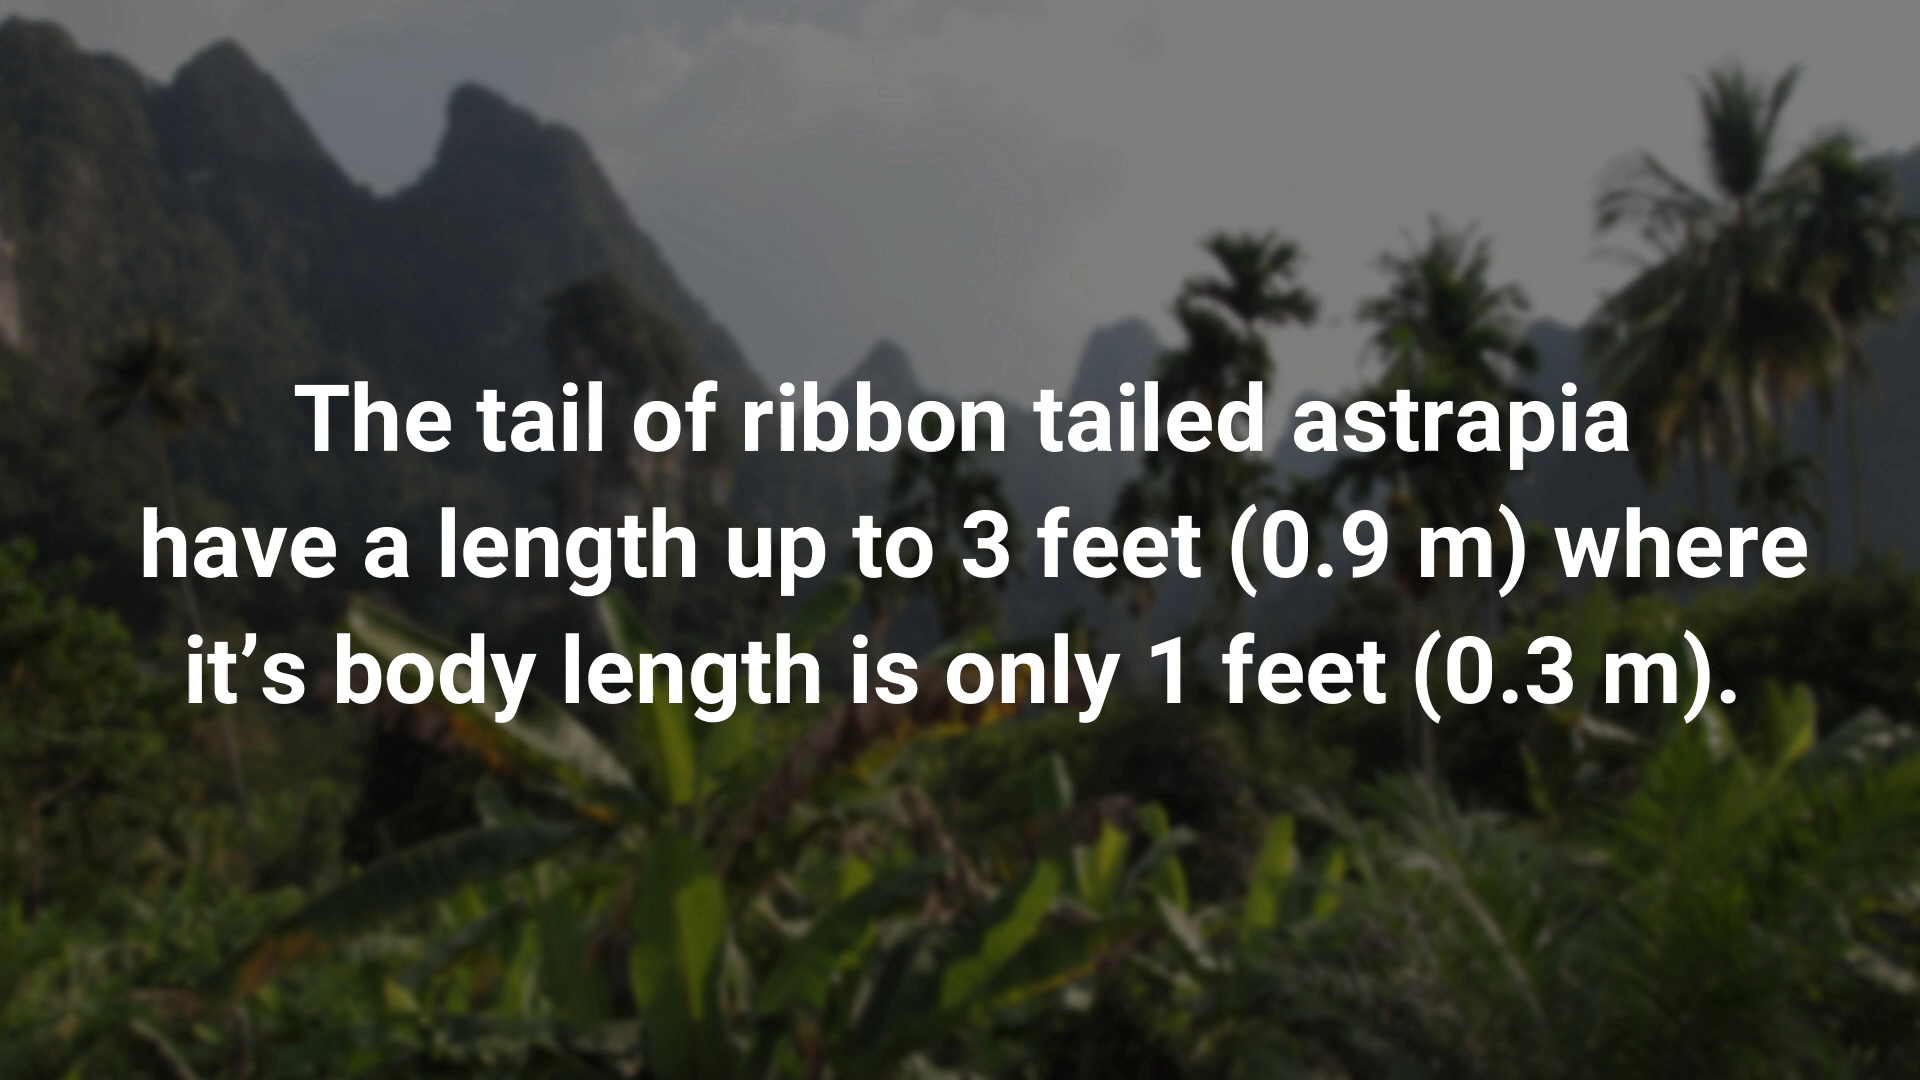 The tail of ribbon tailed astrapia
have a length up to 3 feet (0.9 m) where
it’s body length is only 1 feet (0.3 m).